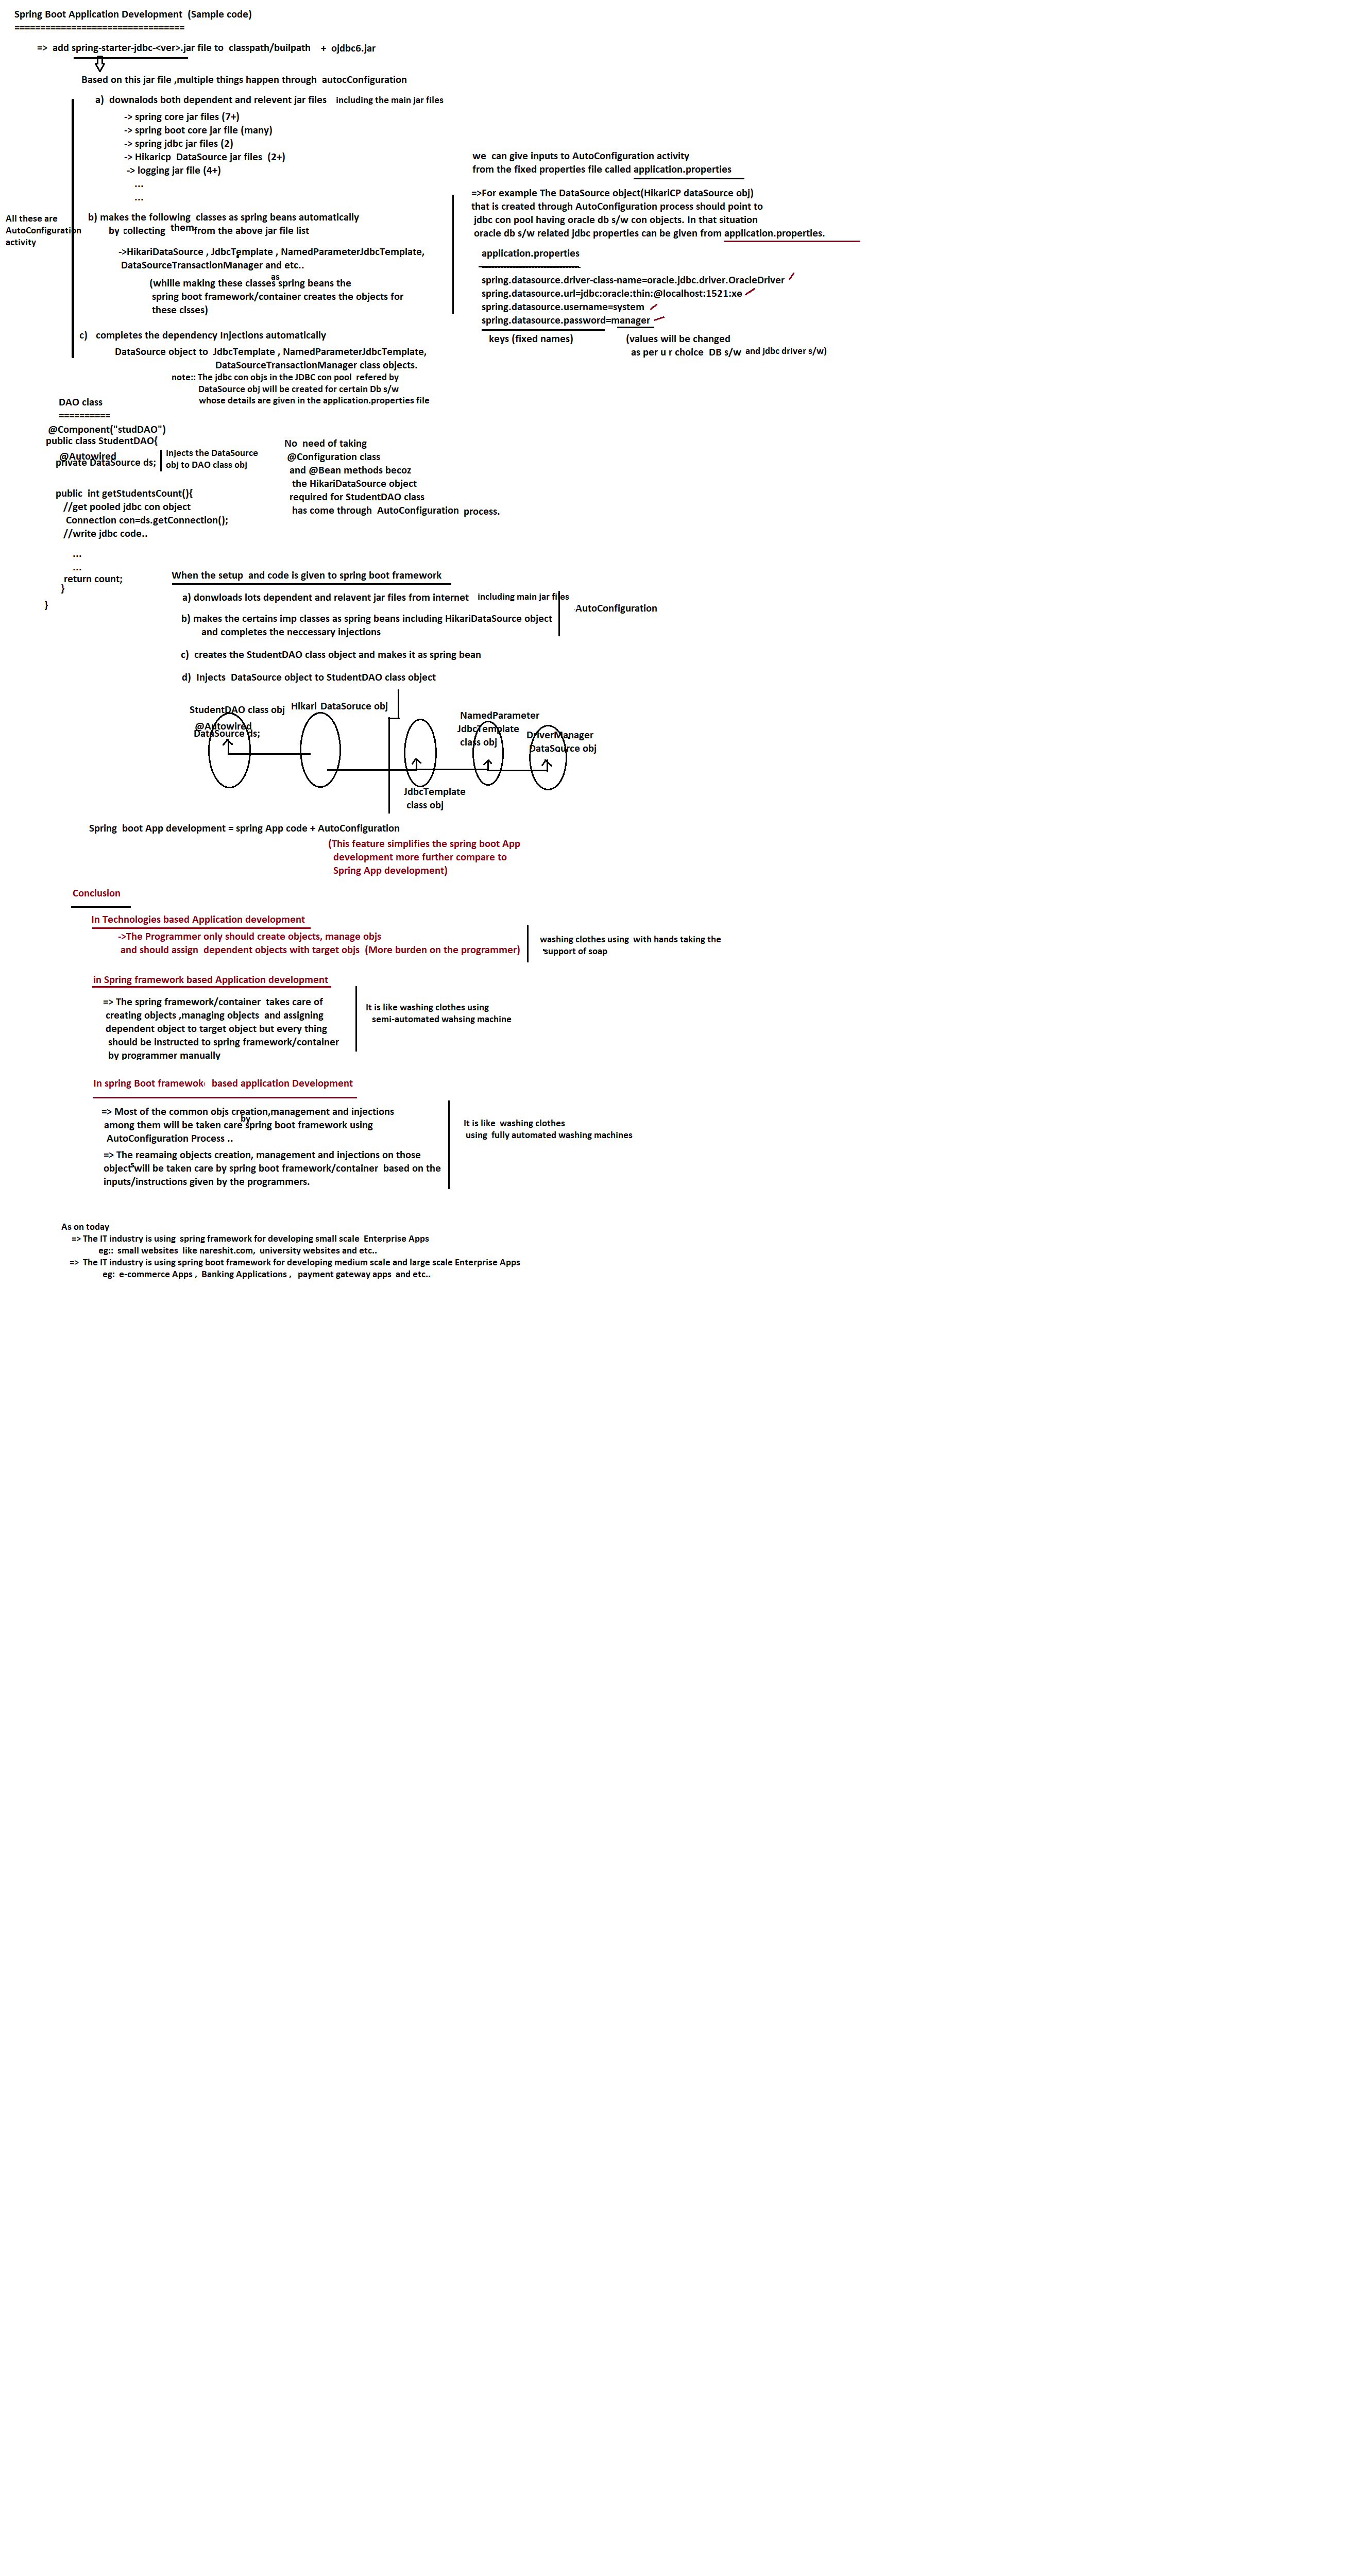 Spring Boot Application Development  (Sample code)
=================================
=>  add spring-starter-jdbc-<ver>.jar file to  classpath/builpath    +  ojdbc6.jar
Based on this jar file ,multiple things happen through  autocConfiguration
a)  downalods both dependent and relevent jar files    including the main jar files
-> spring core jar files (7+)
-> spring boot core jar file (many)
-> spring jdbc jar files (2)
-> Hikaricp  DataSource jar files  (2+)
-> logging jar file (4+)
...
...
All these are
AutoConfiguration
activity
b) makes the following  classes as spring beans automatically
by collecting  them from the above jar file list
->HikariDataSource , JdbcTemplate , NamedParameterJdbcTemplate,
DataSourceTransactionManager and etc..
(whille making these classes as spring beans the
spring boot framework/container creates the objects for
these clsses)
c)   completes the dependency Injections automatically
DataSource object to  JdbcTemplate , NamedParameterJdbcTemplate,
DataSourceTransactionManager class objects.
note:: The jdbc con objs in the JDBC con pool  refered by
DataSource obj will be created for certain Db s/w
whose details are given in the application.properties file
we  can give inputs to AutoConfiguration activity
from the fixed properties file called application.properties
=>For example The DataSource object(HikariCP dataSource obj)
that is created through AutoConfiguration process should point to
jdbc con pool having oracle db s/w con objects. In that situation
oracle db s/w related jdbc properties can be given from application.properties.
application.properties
spring.datasource.driver-class-name=oracle.jdbc.driver.OracleDriver
spring.datasource.url=jdbc:oracle:thin:@localhost:1521:xe
spring.datasource.username=system
spring.datasource.password=manager
keys (fixed names)
(values will be changed
as per u r choice  DB s/w  and jdbc driver s/w)
DAO class
==========
@Component("studDAO")
public class StudentDAO{
@Autowired
private DataSource ds;
Injects the DataSource
obj to DAO class obj
public  int getStudentsCount(){
//get pooled jdbc con object
Connection con=ds.getConnection();
//write jdbc code..
...
...
return count;
}
}
No  need of taking
@Configuration class
and @Bean methods becoz
the HikariDataSource object
required for StudentDAO class
has come through  AutoConfiguration  process.
When the setup  and code is given to spring boot framework
a) donwloads lots dependent and relavent jar files from internet   including main jar files
b) makes the certains imp classes as spring beans including HikariDataSource object
and completes the neccessary injections
AutoConfiguration
c)  creates the StudentDAO class object and makes it as spring bean
d)  Injects  DataSource object to StudentDAO class object
StudentDAO class obj
@Autowired
DataSource ds;
Hikari DataSoruce obj
JdbcTemplate
class obj
NamedParameter
JdbcTemplate
class obj
DriverManager
DataSource obj
Spring  boot App development = spring App code + AutoConfiguration
(This feature simplifies the spring boot App
development more further compare to
Spring App development)
Conclusion
In Technologies based Application development
->The Programmer only should create objects, manage objs
and should assign  dependent objects with target objs  (More burden on the programmer)
washing clothes using  with hands taking the
support of soap
in Spring framework based Application development
=> The spring framework/container  takes care of
creating objects ,managing objects  and assigning
dependent object to target object but every thing
should be instructed to spring framework/container
by programmer manually
It is like washing clothes using
semi-automated wahsing machine
In spring Boot framewok  based application Development
=> Most of the common objs creation,management and injections
among them will be taken care by spring boot framework using
AutoConfiguration Process ..
=> The reamaing objects creation, management and injections on those
objects will be taken care by spring boot framework/container  based on the
inputs/instructions given by the programmers.
It is like  washing clothes
using  fully automated washing machines
As on today
=> The IT industry is using  spring framework for developing small scale  Enterprise Apps
eg::  small websites  like nareshit.com,  university websites and etc..
=>  The IT industry is using spring boot framework for developing medium scale and large scale Enterprise Apps
eg:  e-commerce Apps ,  Banking Applications ,   payment gateway apps  and etc..